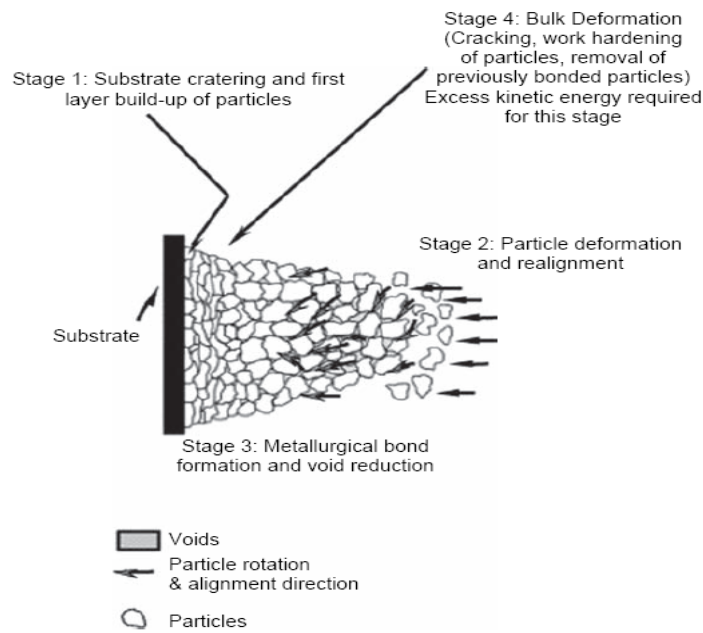 Stage 4: Bulk Deformation
(Cracking, work hardening
of particles, removal of
previously bonded particles)
Excess kinetic energy required
for this stage
Stage 1: Substrate cratering and first
layer build-up of particles
Stage 2: Particle deformation
and realignment
Substrate
Stage 3: Metallurgical bond
formation and void reduction
Voids
Particle rotation
& alignment direction
Particles